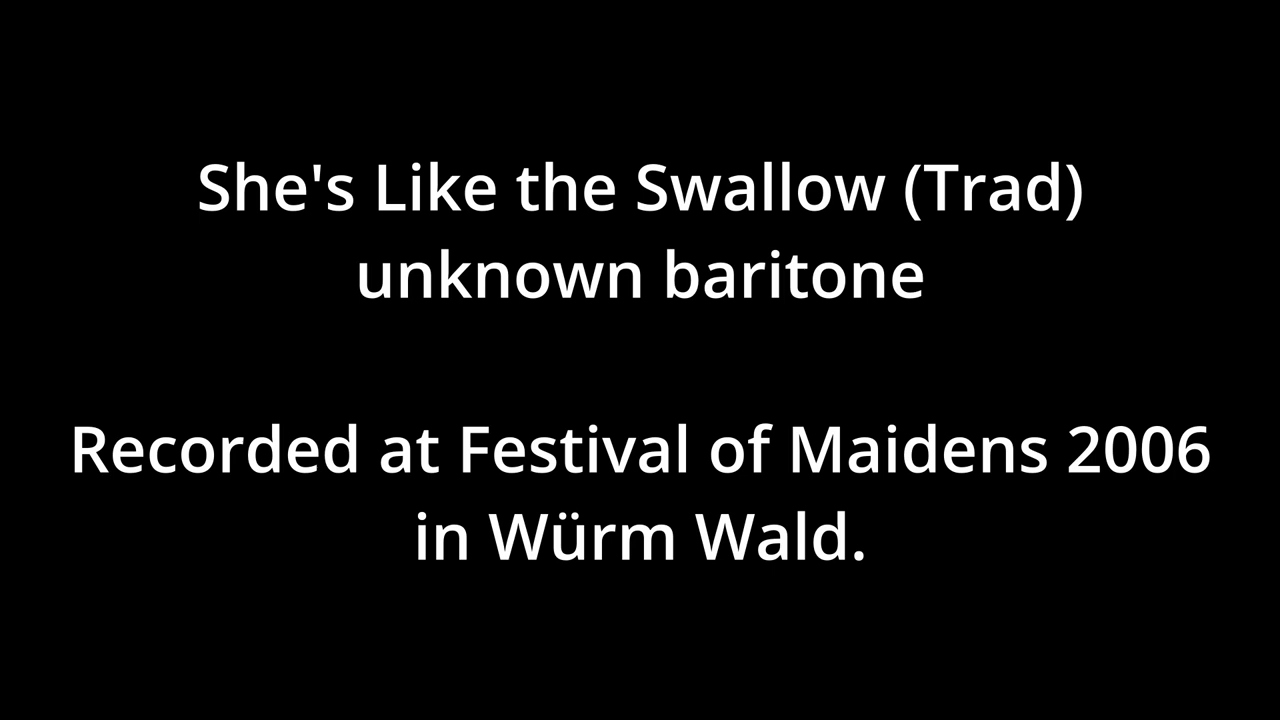 She's Like the Swallow (Trad)
unknown baritone
Recorded at Festival of Maidens 2006
in Würm Wald.